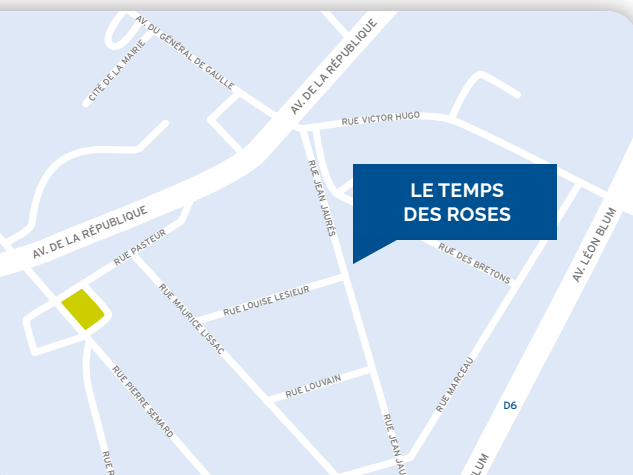 AV. DU GÉNÉRAL DE GAULLE
CITÉ DE LA MAIRIE
AV. DE LA RÉPUBLIQUE
RUE VICTOR HUGO
RUE JEAN JAURÉS
LE TEMPS
DES ROSES
AV. DE LA RÉPUBLIQUE
RUE PASTEUR
RUE DES BRETONS
AV. LÉON BLUM
RUE MAURICE LISSAC
RUE LOUISE LESIEUR
RUE LOUVAIN
RUE MARCEAU
RUE PIERRE SEMARD
D6
RUE JEAN JAU
RUE
BLUM